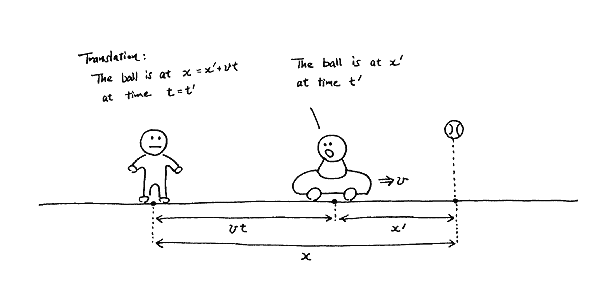 Translation:
The ball is at x = x' + vt
at time t = t'
The ball is at x'
at time t'
⇒ v
vt
x'
x